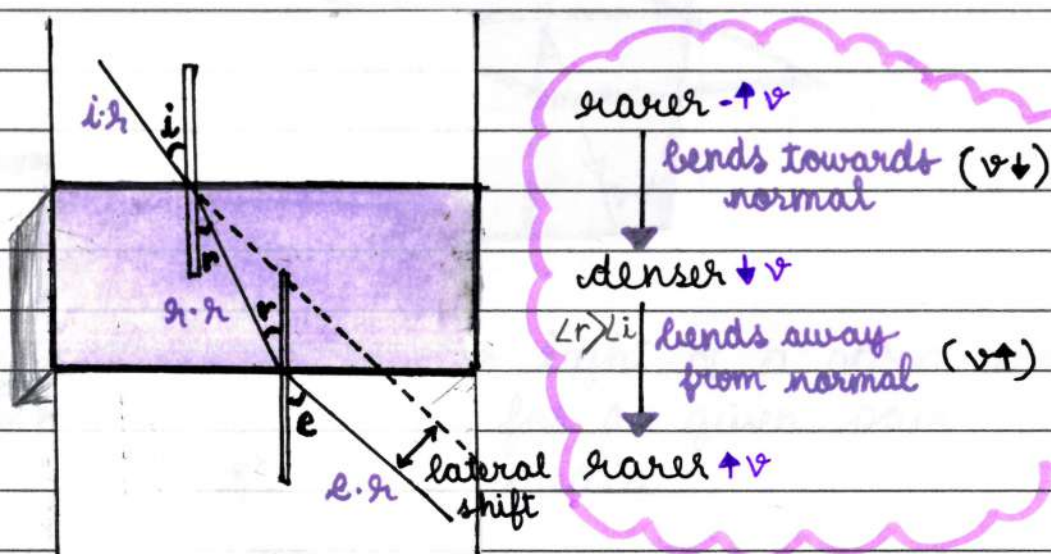 i.r
i
r
r.r
r
e
e.r
lateral
shift
rarer -↑ v
bends towards
normal
(v↓)
denser ↓ v
∠r>∠i
bends away
from normal
(v↑)
rarer ↑ v